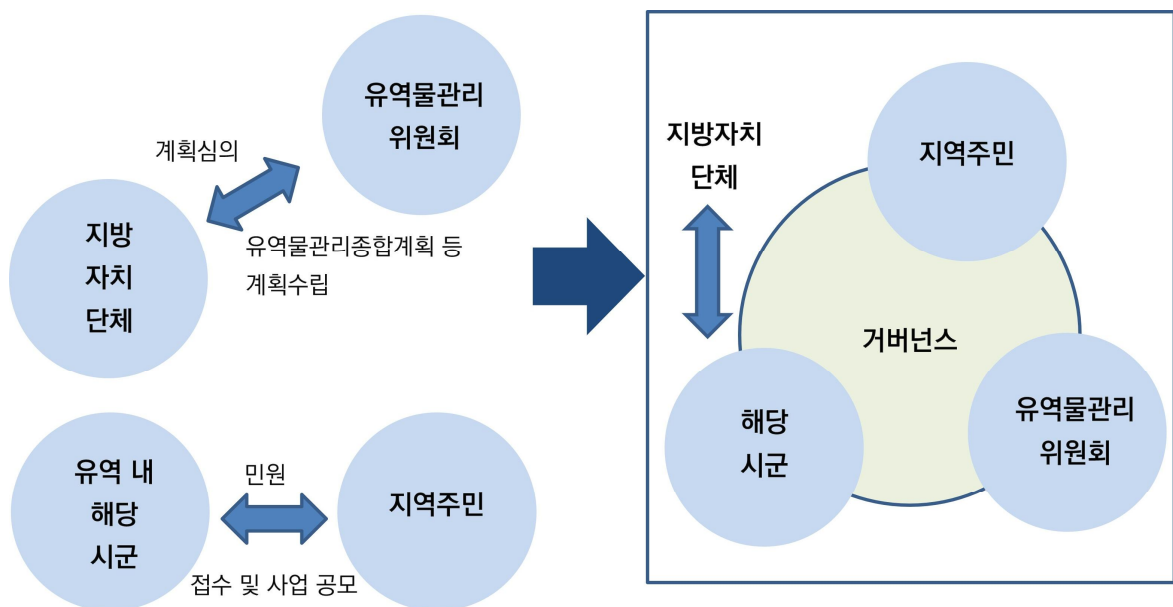 유역물관리
위원회
계획심의
지방
자치
단체
유역물관리종합계획 등
계획수립
유역 내
해당
시군
민원
접수 및 사업 공모
지역주민
지방자치
단체
지역주민
거버넌스
해당
시군
유역물관리
위원회